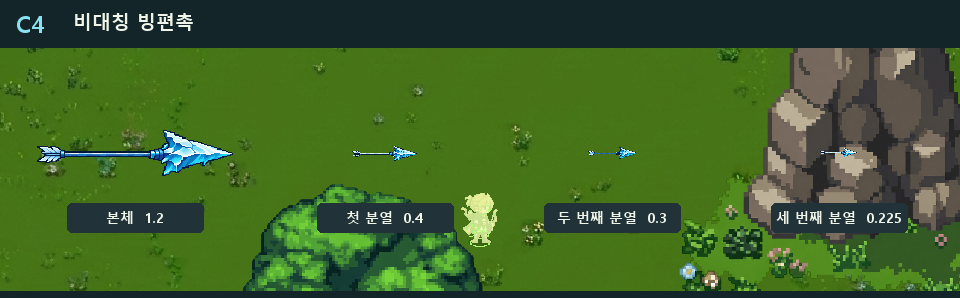 C4 비대칭 빙편촉
본체 1.2
첫 분열 0.4
두 번째 분열 0.3
세 번째 분열 0.225